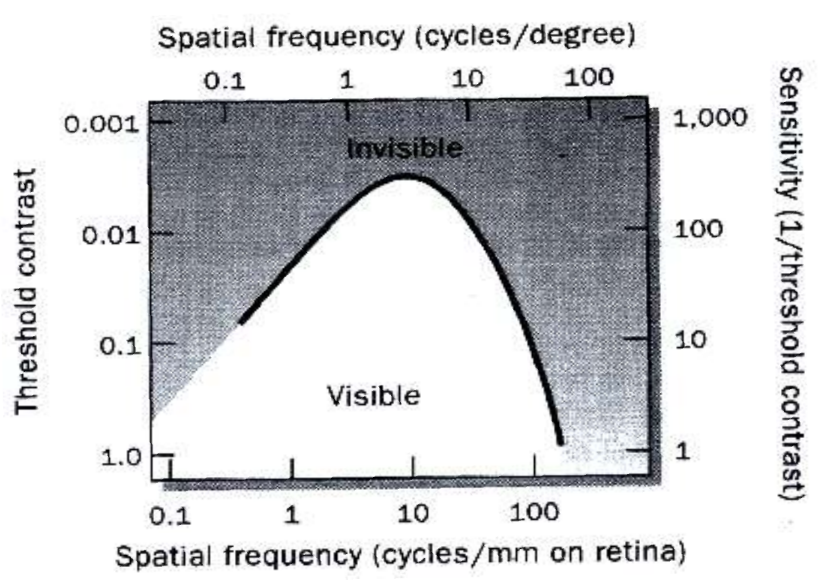 Spatial frequency (cycles/degree)
0.1 1 10 100
Invisible
Visible
Threshold contrast
0.001
0.01
0.1
1.0
Sensitivity (1/threshold contrast)
1,000
100
10
1
0.1 1 10 100
Spatial frequency (cycles/mm on retina)